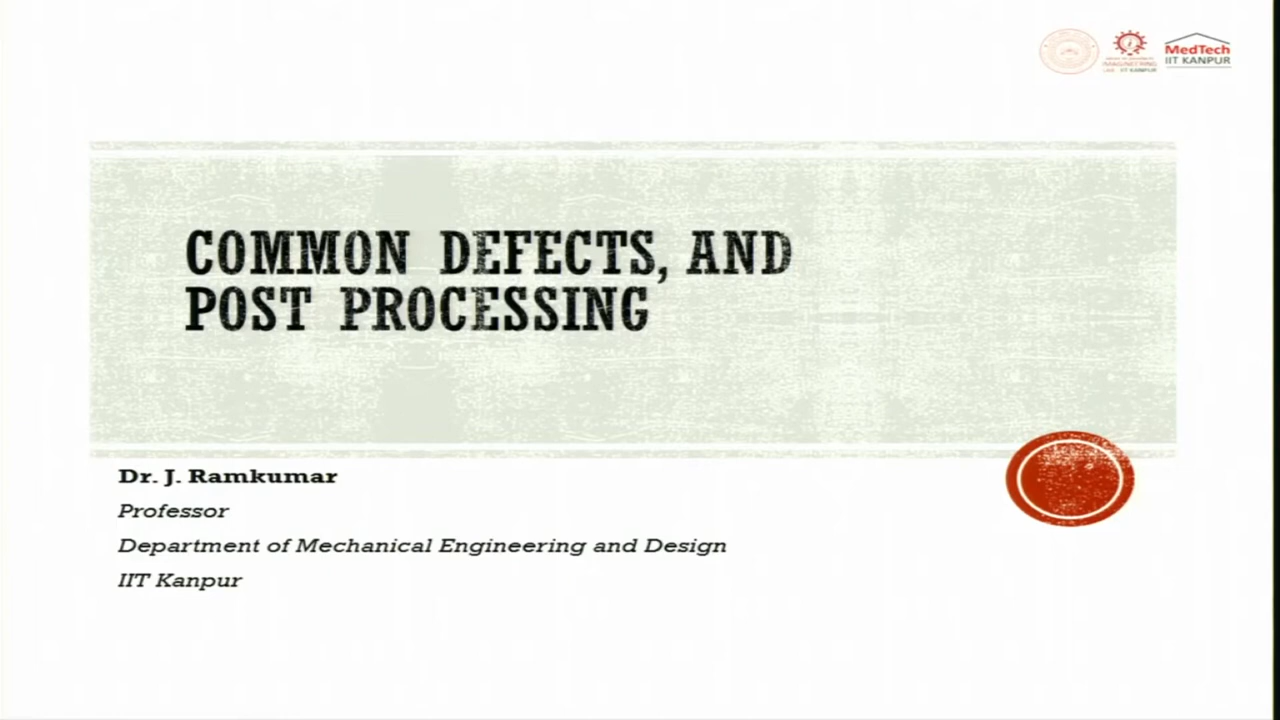 MedTech
IIT KANPUR
COMMON DEFECTS, AND
POST PROCESSING
Dr. J. Ramkumar
Professor
Department of Mechanical Engineering and Design
IIT Kanpur